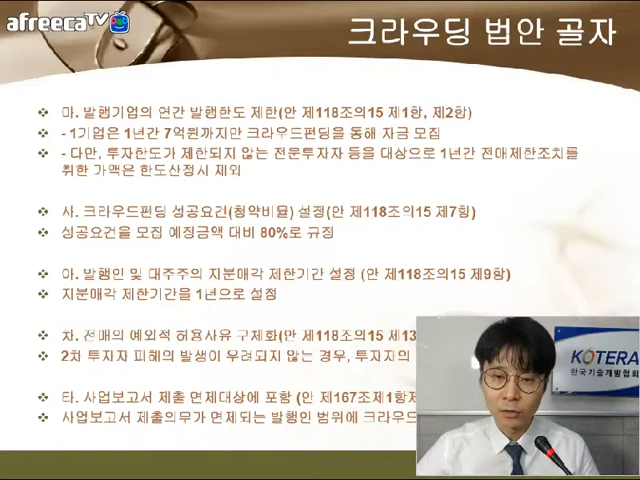 afreecaTV
크라우딩 법안 골자
마. 발행기업의 연간 발행한도 제한(안 제118조의15 제1항, 제2항)
- 1기업은 1년간 7억원까지만 크라우드펀딩을 통해 자금 모집
- 다만, 투자한도가 제한되지 않는 전문투자자 등을 대상으로 1년간 전매제한조치를
취한 가액은 한도산정시 제외
사. 크라우드펀딩 성공요건(청약비율) 설정(안 제118조의15 제7항)
성공요건을 모집 예정금액 대비 80%로 규정
아. 발행인 및 대주주의 지분매각 제한기간 설정 (안 제118조의15 제9항)
지분매각 제한기간을 1년으로 설정
차. 전매의 예외적 허용사유 구체화(안 제118조의15 제13
2차 투자자 피해의 발생이 우려되지 않는 경우, 투자자의
타. 사업보고서 제출 면제대상에 포함 (안 제167조제1항제
사업보고서 제출의무가 면제되는 발행인 범위에 크라우드
KOTERA
한국기술개발협회